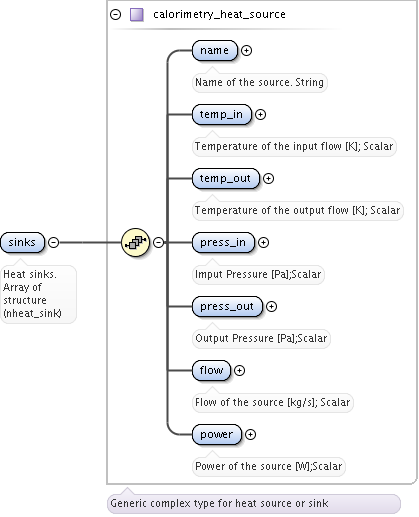 calorimetry_heat_source
name
Name of the source. String
temp_in
Temperature of the input flow [K]; Scalar
temp_out
Temperature of the output flow [K]; Scalar
sinks
Heat sinks.
Array of
structure
(nheat_sink)
press_in
Imput Pressure [Pa];Scalar
press_out
Output Pressure [Pa];Scalar
flow
Flow of the source [kg/s]; Scalar
power
Power of the source [W];Scalar
Generic complex type for heat source or sink